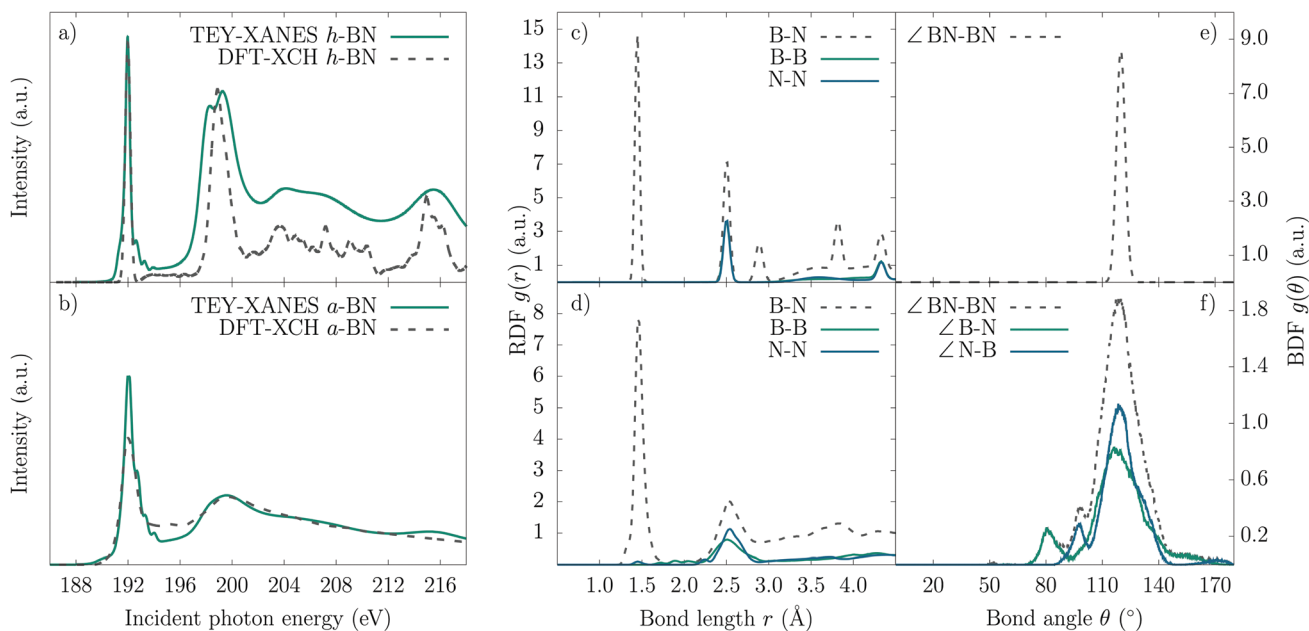 a)
TEY-XANES h-BN
DFT-XCH h-BN
Intensity (a.u.)
b)
TEY-XANES a-BN
DFT-XCH a-BN
Intensity (a.u.)
188 192 196 200 204 208 212 216
Incident photon energy (eV)
c)
B-N
B-B
N-N
15
13
11
9
7
5
3
1
RDF g(r) (a.u.)
d)
B-N
B-B
N-N
8
7
6
5
4
3
2
1
1.0 1.5 2.0 2.5 3.0 3.5 4.0
Bond length r (Å)
∠BN-BN
e)
9.0
7.0
5.0
3.0
1.0
BDF g(θ) (a.u.)
∠BN-BN
∠B-N
∠N-B
f)
1.8
1.4
1.0
0.6
0.2
20 50 80 110 140 170
Bond angle θ (°)